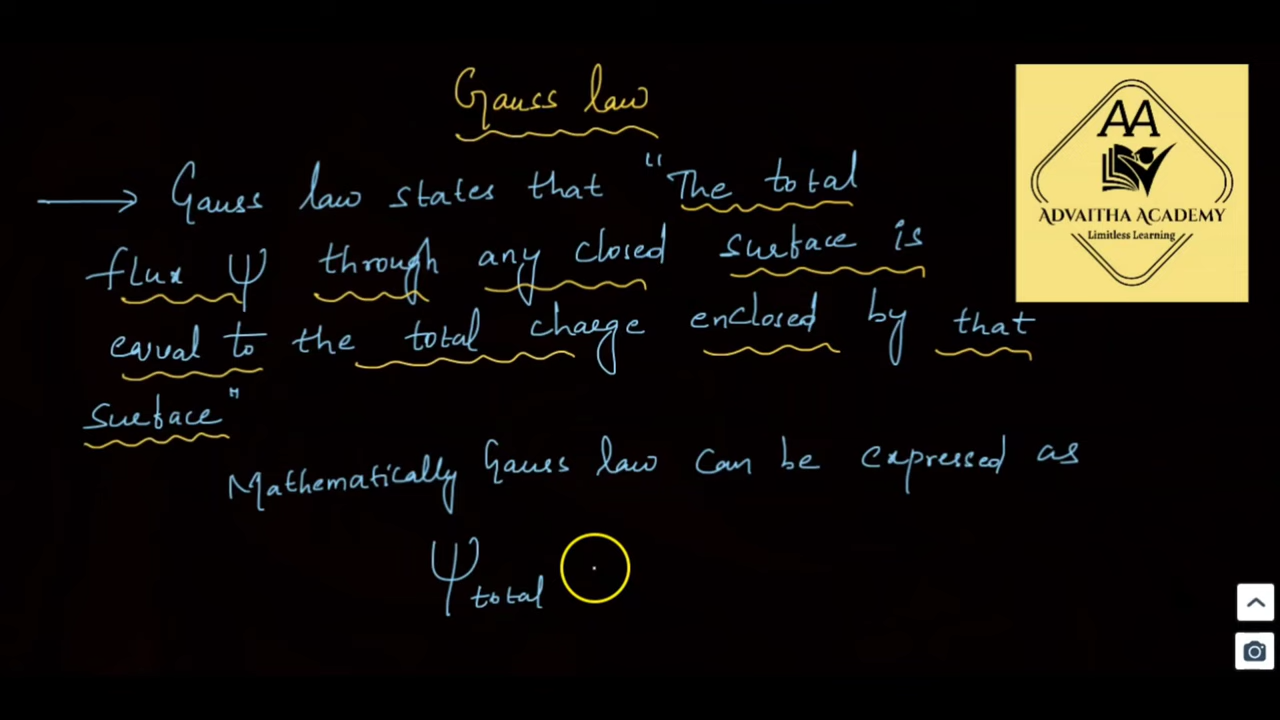 Gauss law
→ Gauss law states that "The total
flux ψ through any closed surface is
equal to the total charge enclosed by that
surface"
Mathematically Gauss law can be expressed as
ψtotal
AA
ADVAITHA ACADEMY
Limitless Learning